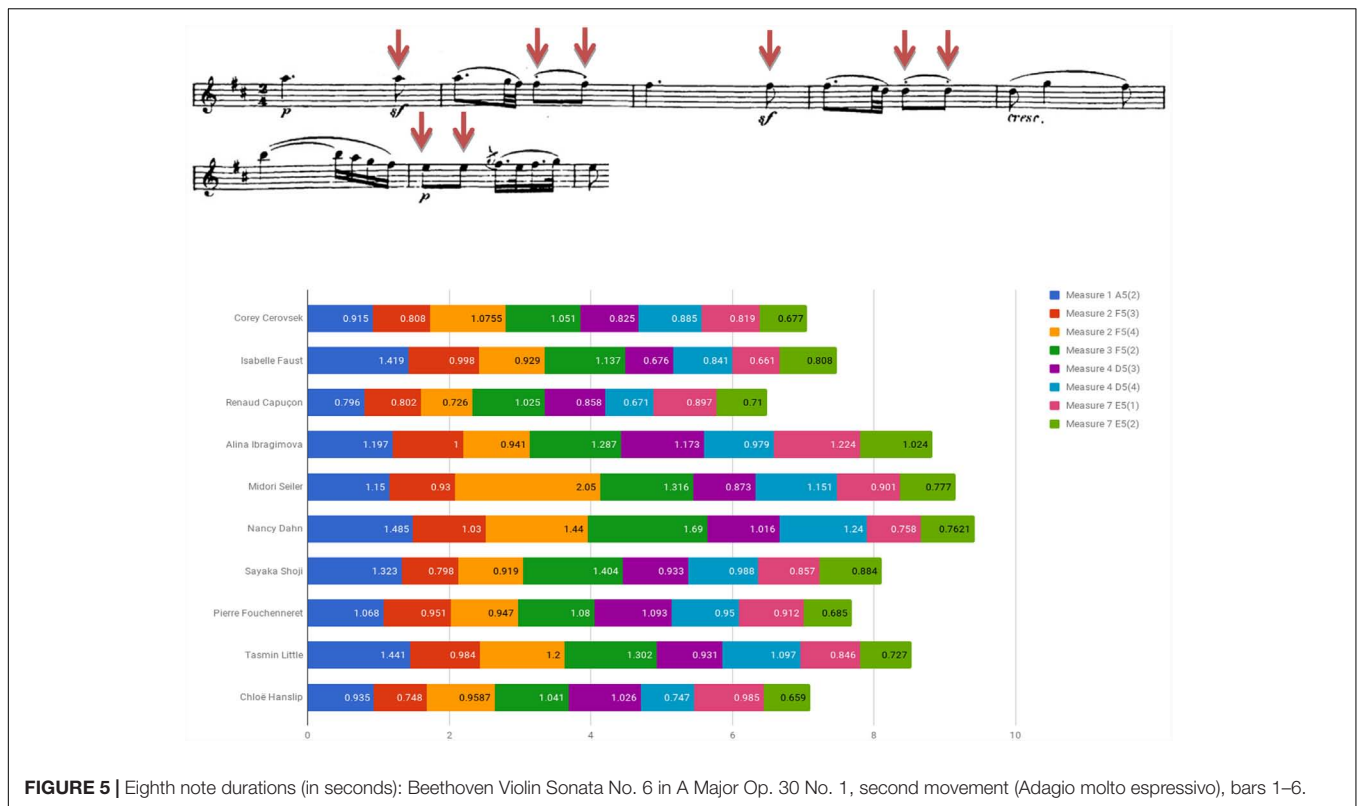 2
4
p
sf
sf
cresc.
p
Corey Cerovsek 0.915 0.808 1.0755 1.051 0.825 0.885 0.819 0.677
Isabelle Faust 1.419 0.998 0.929 1.137 0.676 0.841 0.661 0.808
Renaud Capuçon 0.796 0.802 0.726 1.025 0.858 0.671 0.897 0.71
Alina Ibragimova 1.197 1 0.941 1.287 1.173 0.979 1.224 1.024
Midori Seiler 1.15 0.93 2.05 1.316 0.873 1.151 0.901 0.777
Nancy Dahn 1.485 1.03 1.44 1.69 1.016 1.24 0.758 0.7621
Sayaka Shoji 1.323 0.798 0.919 1.404 0.933 0.988 0.857 0.884
Pierre Fouchenneret 1.068 0.951 0.947 1.08 1.093 0.95 0.912 0.685
Tasmin Little 1.441 0.984 1.2 1.302 0.931 1.097 0.846 0.727
Chloë Hanslip 0.935 0.748 0.9587 1.041 1.026 0.747 0.985 0.659
0 2 4 6 8 10
Measure 1 A5(2)
Measure 2 F5(3)
Measure 2 F5(4)
Measure 3 F5(2)
Measure 4 D5(3)
Measure 4 D5(4)
Measure 7 E5(1)
Measure 7 E5(2)
FIGURE 5 | Eighth note durations (in seconds): Beethoven Violin Sonata No. 6 in A Major Op. 30 No. 1, second movement (Adagio molto espressivo), bars 1–6.